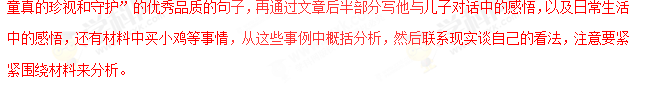 童真的珍视和守护”的优秀品质的句子，再通过文章后半部分写他与儿子对话中的感悟，以及日常生活
中的感悟，还有材料中买小鸡等事情，从这些事例中概括分析，然后联系现实谈自己的看法，注意要紧
紧围绕材料来分析。